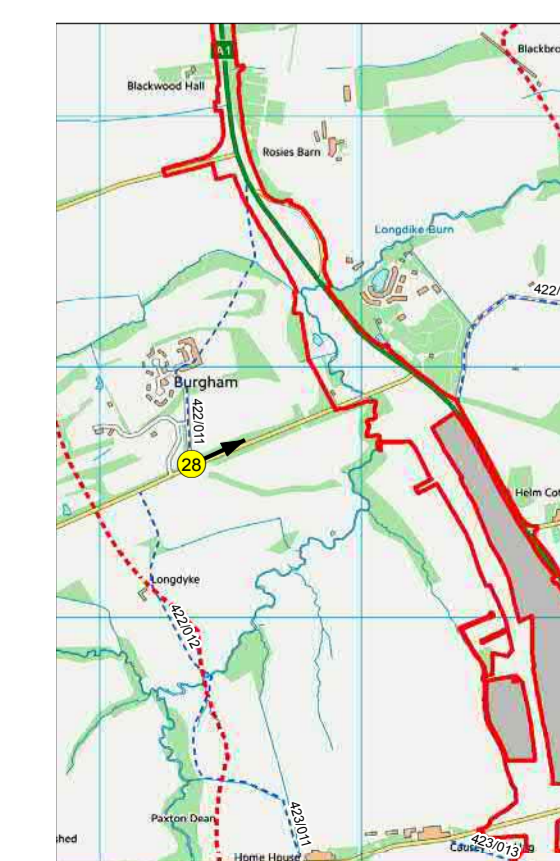 A1
Blackbro
Blackwood Hall
Rosies Barn
Longdike Burn
422/
Burgham
422/011
28
Helm Cot
Longdyke
422/012
Paxton Dean
423/011
shed
423/013
Home House